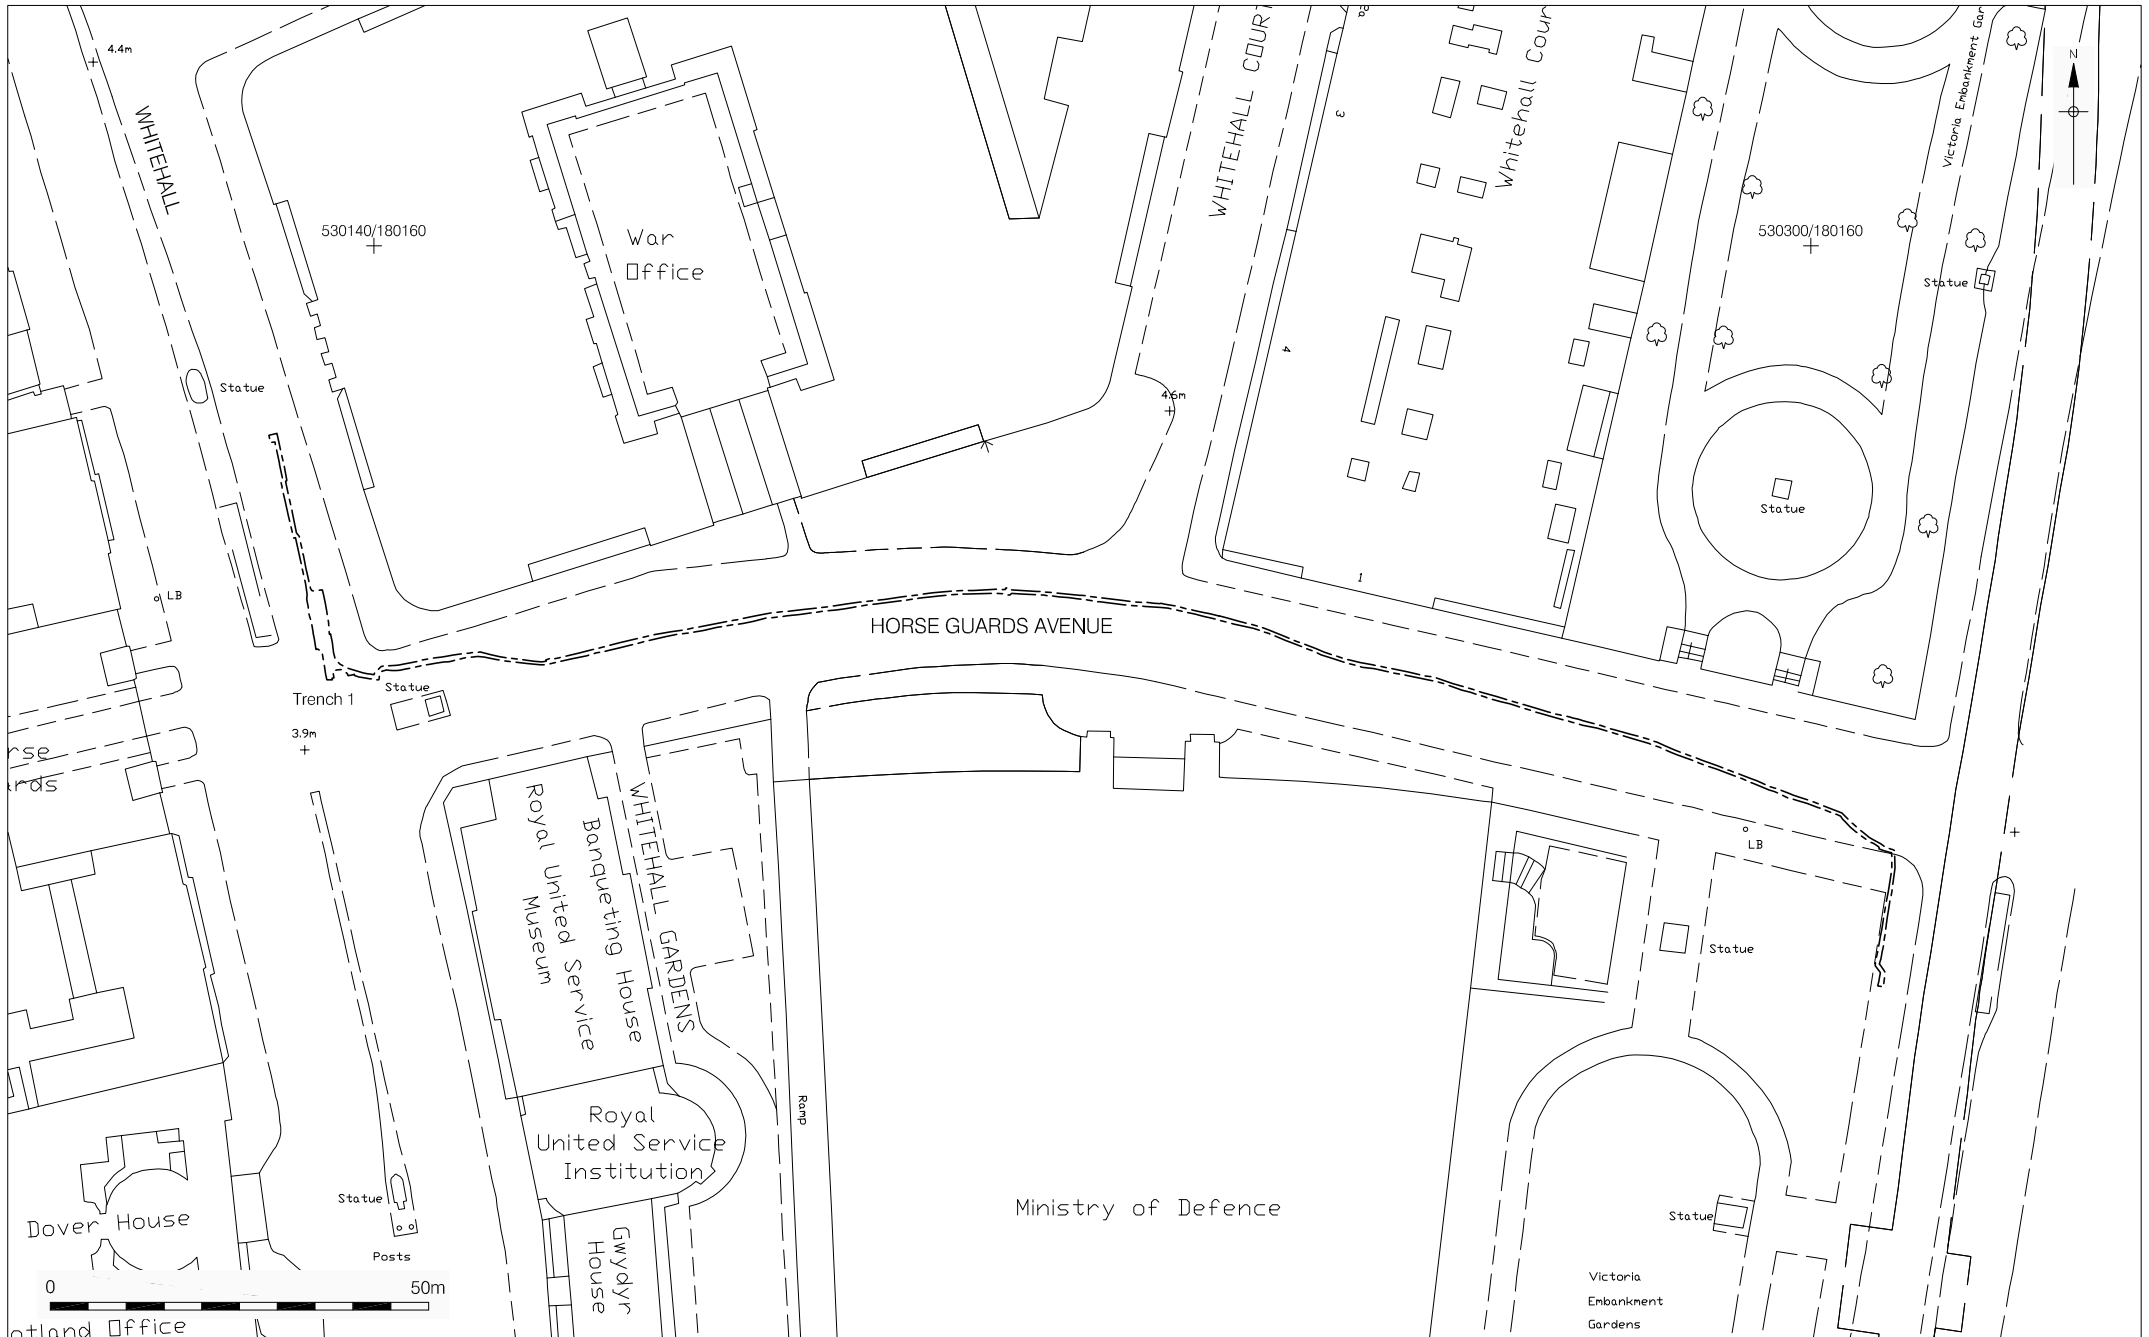 4.4m
WHITEHALL
N
WHITEHALL COURT
3
Whitehall Cour
Victoria Embankment Gar
530140/180160
War
Office
530300/180160
Statue
4
Statue
4.6m
Statue
LB
1
HORSE GUARDS AVENUE
Trench 1
Statue
3.9m
rse
ards
LB
Royal United Service
Museum
Banqueting House
WHITEHALL GARDENS
Statue
Ramp
Royal
United Service
Institution
Statue
Dover House
Posts
Ministry of Defence
Statue
Gwydyr
House
Victoria
Embankment
Gardens
0 50m
otland Office